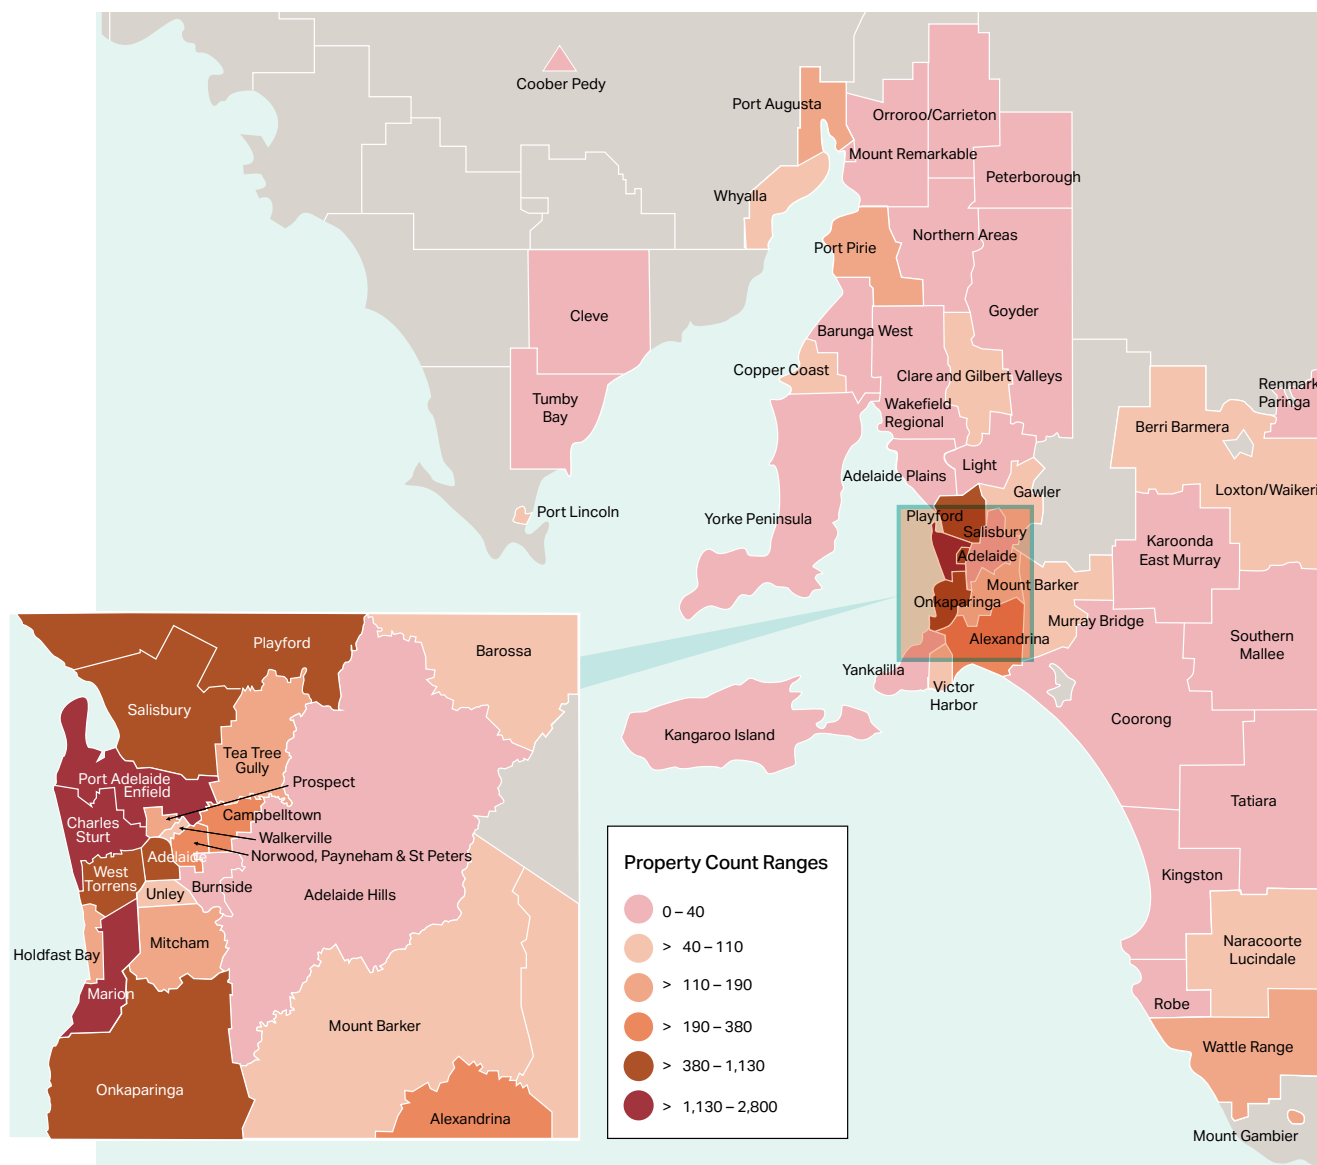 Coober Pedy
Port Augusta
Orroroo/Carrieton
Mount Remarkable
Peterborough
Whyalla
Northern Areas
Port Pirie
Goyder
Cleve
Barunga West
Copper Coast
Clare and Gilbert Valleys
Renmark
Paringa
Tumby
Bay
Wakefield
Regional
Berri Barmera
Adelaide Plains
Light
Gawler
Loxton/Waikeri
Port Lincoln
Yorke Peninsula
Playford
Salisbury
Adelaide
Karoonda
East Murray
Mount Barker
Onkaparinga
Murray Bridge
Alexandrina
Southern
Mallee
Yankalilla
Victor
Harbor
Kangaroo Island
Coorong
Tatiara
Kingston
Naracoorte
Lucindale
Robe
Wattle Range
Mount Gambier
Playford
Barossa
Salisbury
Tea Tree
Gully
Port Adelaide
Enfield
Prospect
Charles
Sturt
Campbelltown
Walkerville
Adelaide
Norwood, Payneham & St Peters
West
Torrens
Unley
Burnside
Adelaide Hills
Holdfast Bay
Mitcham
Marion
Mount Barker
Onkaparinga
Alexandrina
Property Count Ranges
0 – 40
> 40 – 110
> 110 – 190
> 190 – 380
> 380 – 1,130
> 1,130 – 2,800